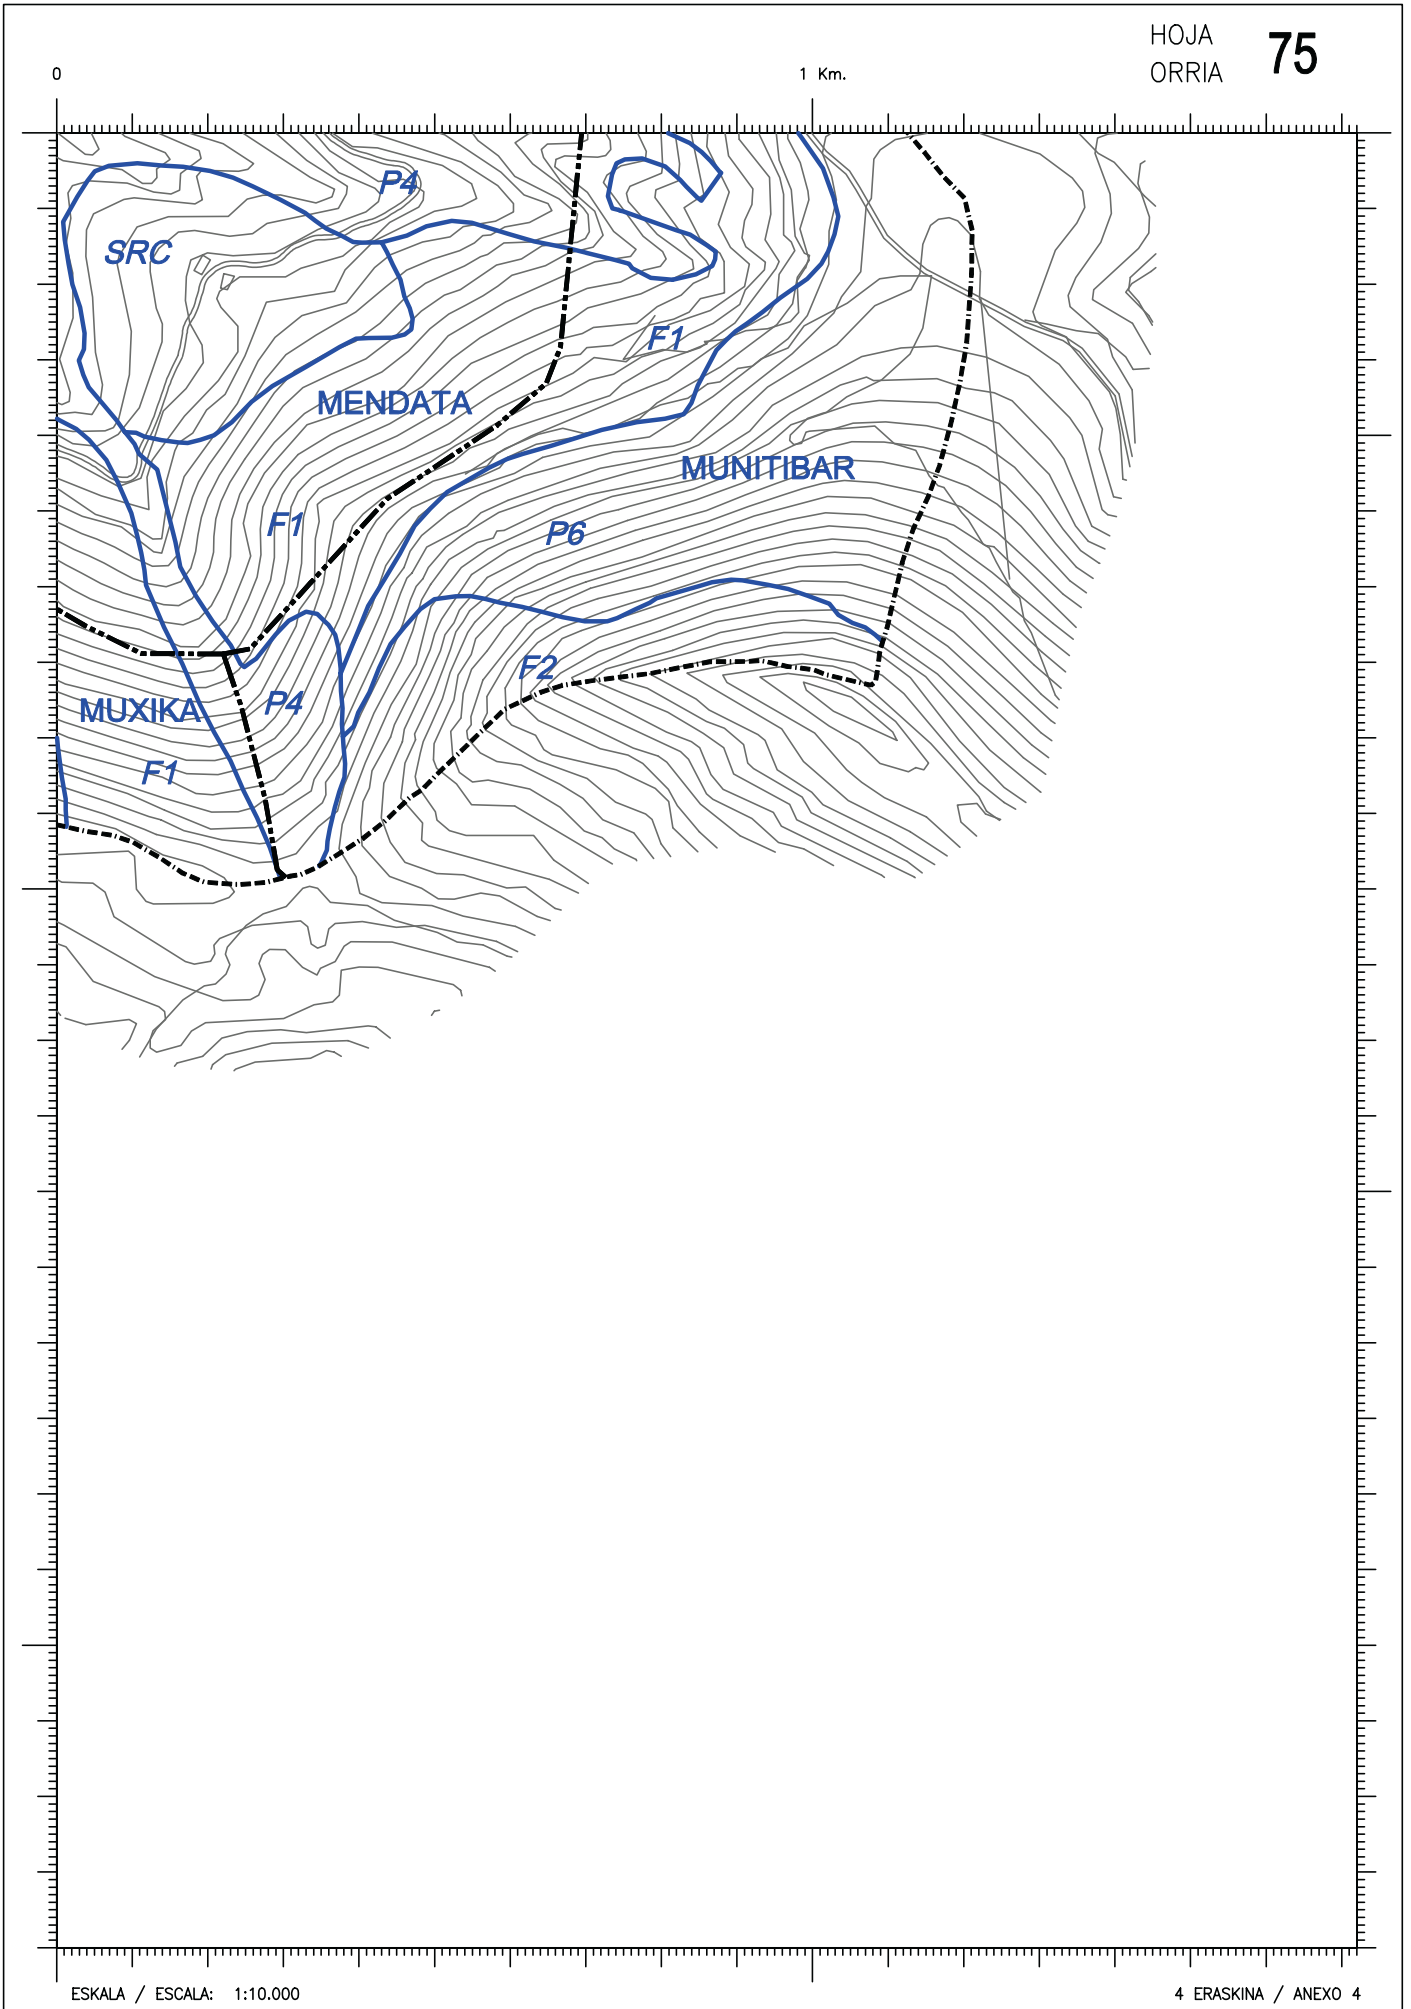 HOJA
ORRIA
75
0
1 Km.
P4
SRC
F1
MENDATA
MUNITIBAR
F1
P6
F2
P4
MUXIKA
F1
ESKALA / ESCALA: 1:10.000
4 ERASKINA / ANEXO 4